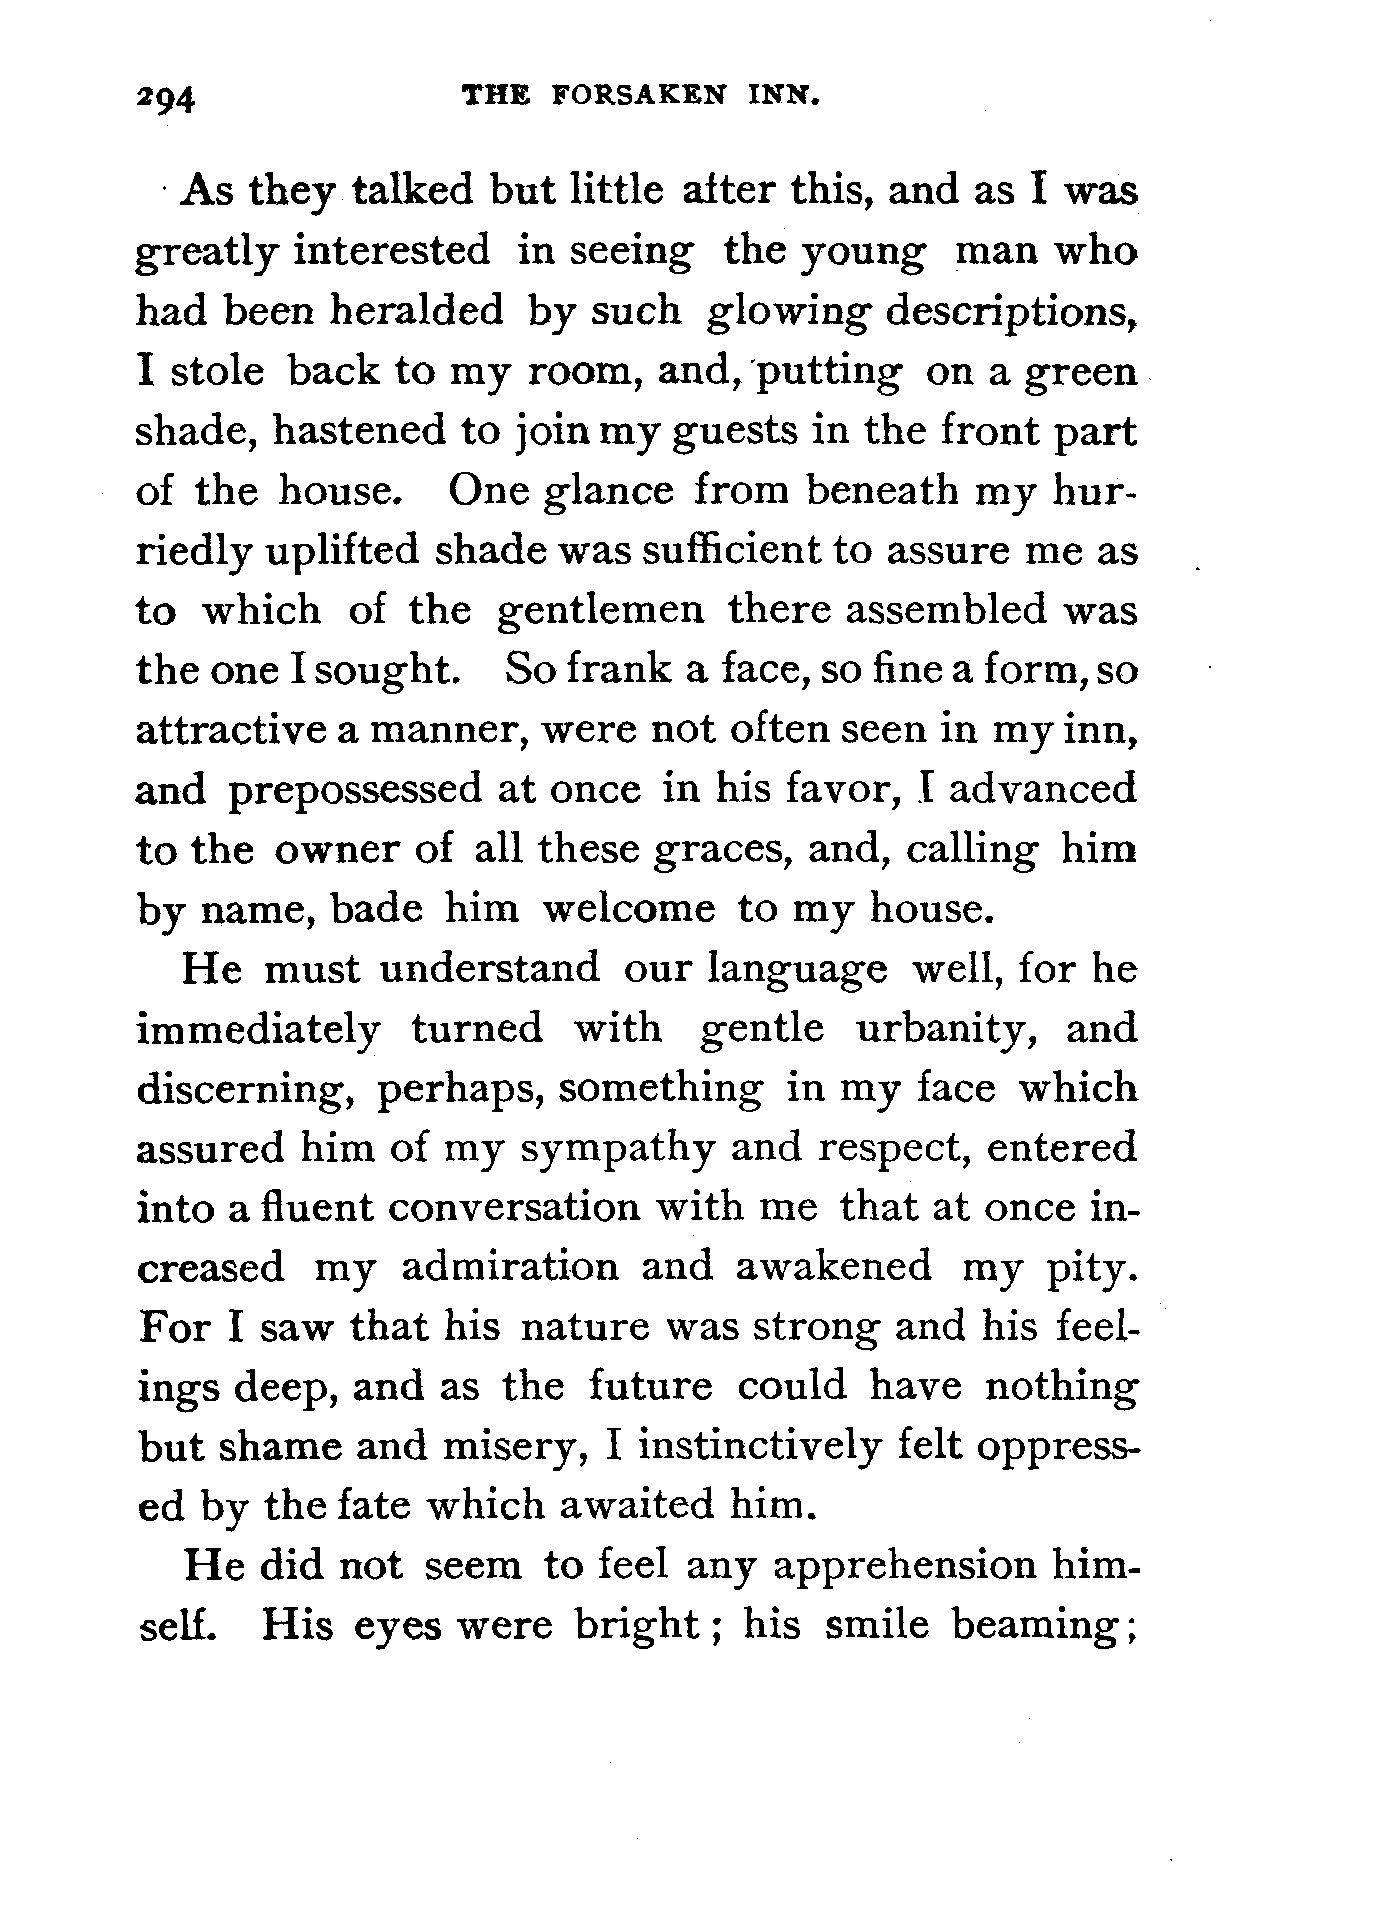 294 THE FORSAKEN INN.
As they talked but little after this, and as I was
greatly interested in seeing the young man who
had been heralded by such glowing descriptions,
I stole back to my room, and, putting on a green
shade, hastened to join my guests in the front part
of the house. One glance from beneath my hur-
riedly uplifted shade was sufficient to assure me as
to which of the gentlemen there assembled was
the one I sought. So frank a face, so fine a form, so
attractive a manner, were not often seen in my inn,
and prepossessed at once in his favor, I advanced
to the owner of all these graces, and, calling him
by name, bade him welcome to my house.
He must understand our language well, for he
immediately turned with gentle urbanity, and
discerning, perhaps, something in my face which
assured him of my sympathy and respect, entered
into a fluent conversation with me that at once in-
creased my admiration and awakened my pity.
For I saw that his nature was strong and his feel-
ings deep, and as the future could have nothing
but shame and misery, I instinctively felt oppress-
ed by the fate which awaited him.
He did not seem to feel any apprehension him-
self. His eyes were bright ; his smile beaming;